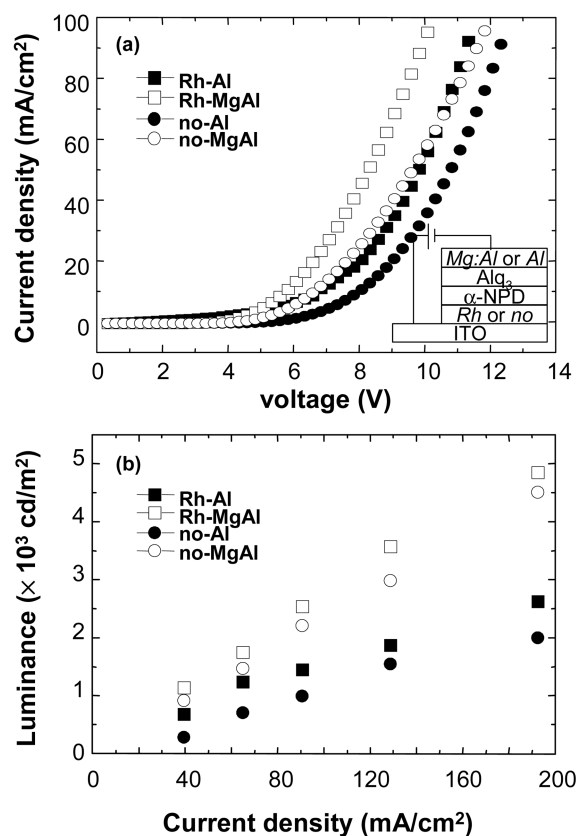 (a)
Rh-Al
Rh-MgAl
no-Al
no-MgAl
Current density (mA/cm²)
100
80
60
40
20
0
Mg:Al or Al
Alq₃
α-NPD
Rh or no
ITO
0 2 4 6 8 10 12 14
voltage (V)
(b)
Rh-Al
Rh-MgAl
no-Al
no-MgAl
Luminance (× 10³ cd/m²)
5
4
3
2
1
0
0 40 80 120 160 200
Current density (mA/cm²)